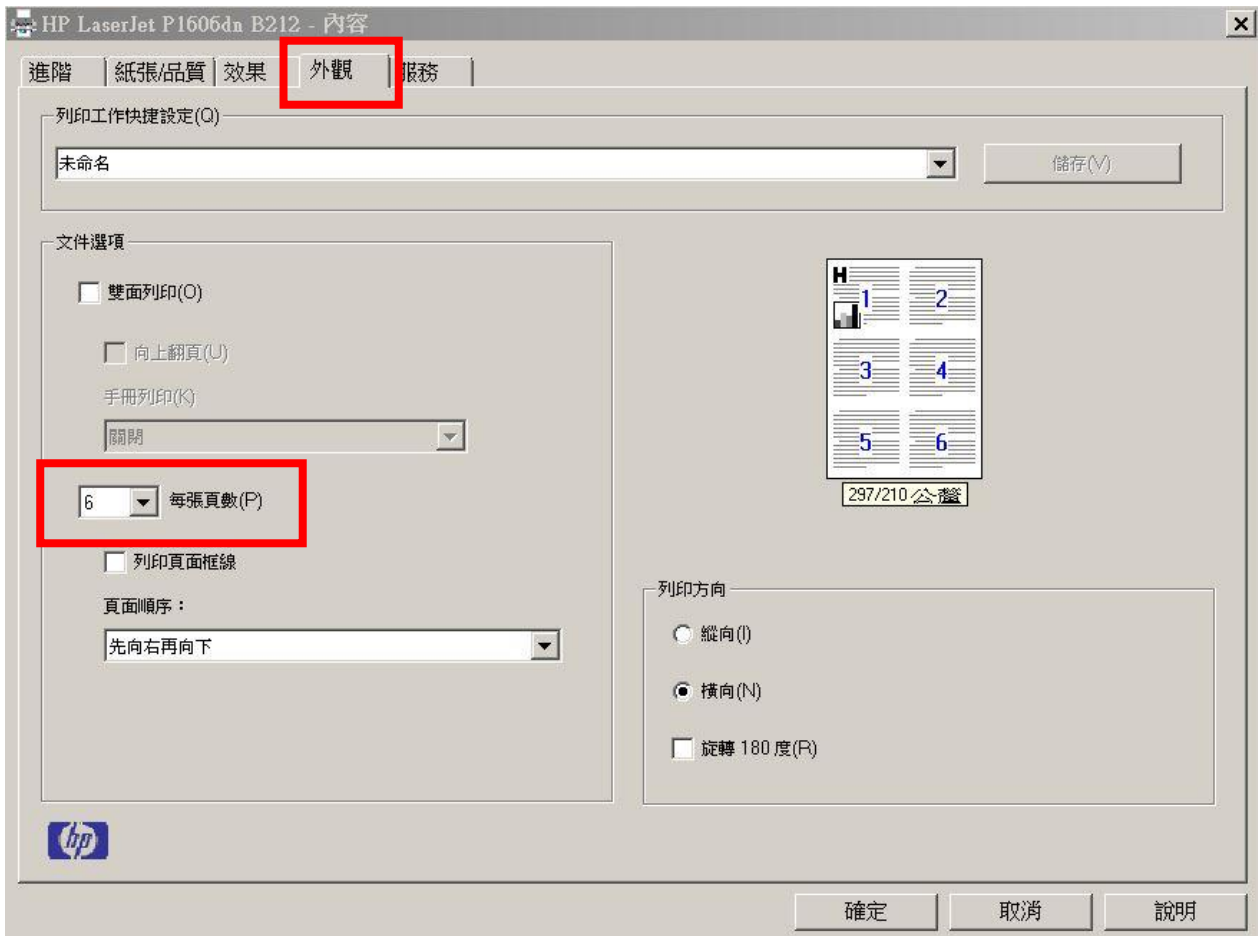 HP LaserJet P1606dn B212 - 內容
進階 紙張/品質 效果 外觀 服務
列印工作快捷設定(Q)
未命名 儲存(V)
文件選項
雙面列印(O)
向上翻頁(U)
手冊列印(K)
關閉
6 每張頁數(P)
列印頁面框線
頁面順序：
先向右再向下
H
1 2
3 4
5 6
297/210 公釐
列印方向
縱向(I)
橫向(N)
旋轉 180 度(R)
hp
確定 取消 說明